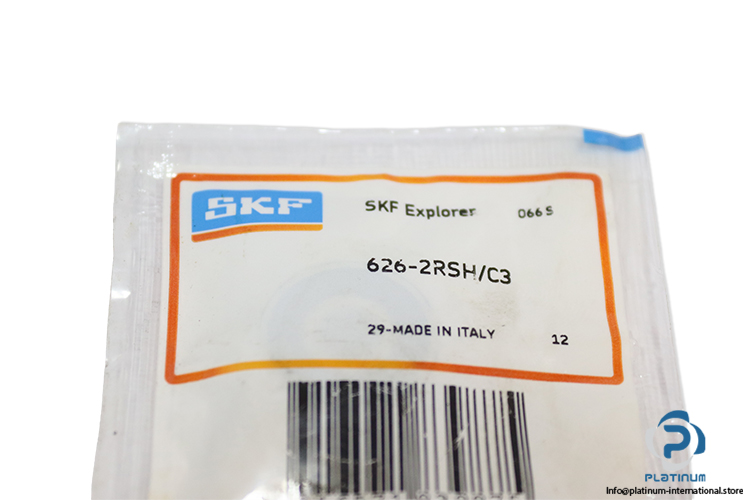 SKF
SKF Explorer 066S
626-2RSH/C3
29-MADE IN ITALY 12
PLATINUM
Info@platinum-international.store